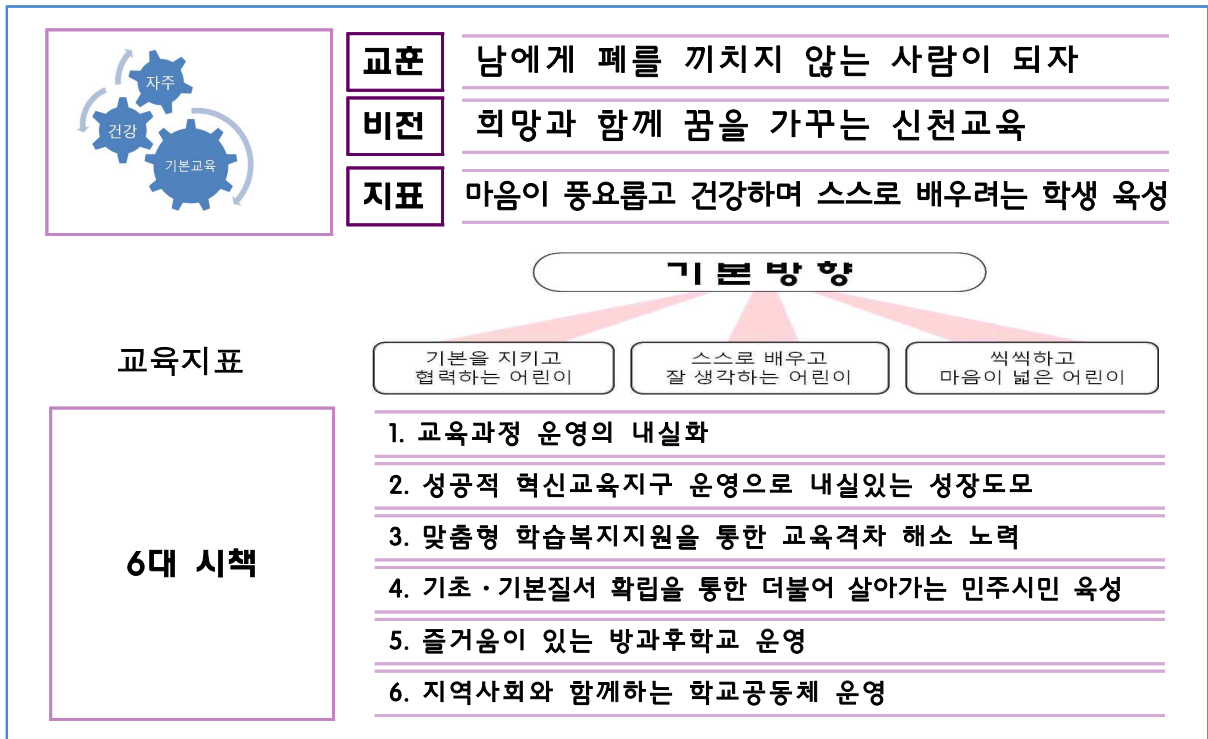 자주
건강
기본교육
교훈
남에게 폐를 끼치지 않는 사람이 되자
비전
희망과 함께 꿈을 가꾸는 신천교육
지표
마음이 풍요롭고 건강하며 스스로 배우려는 학생 육성
기본방향
교육지표
기본을 지키고
협력하는 어린이
스스로 배우고
잘 생각하는 어린이
씩씩하고
마음이 넓은 어린이
6대 시책
1. 교육과정 운영의 내실화
2. 성공적 혁신교육지구 운영으로 내실있는 성장도모
3. 맞춤형 학습복지지원을 통한 교육격차 해소 노력
4. 기초·기본질서 확립을 통한 더불어 살아가는 민주시민 육성
5. 즐거움이 있는 방과후학교 운영
6. 지역사회와 함께하는 학교공동체 운영